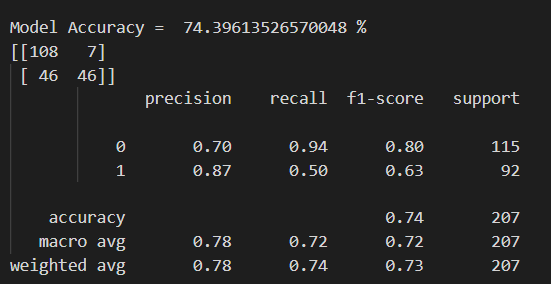 Model Accuracy =  74.39613526570048 %
[[108   7]
 [ 46  46]]
              precision    recall  f1-score   support

           0       0.70      0.94      0.80       115
           1       0.87      0.50      0.63        92

    accuracy                           0.74       207
   macro avg       0.78      0.72      0.72       207
weighted avg       0.78      0.74      0.73       207